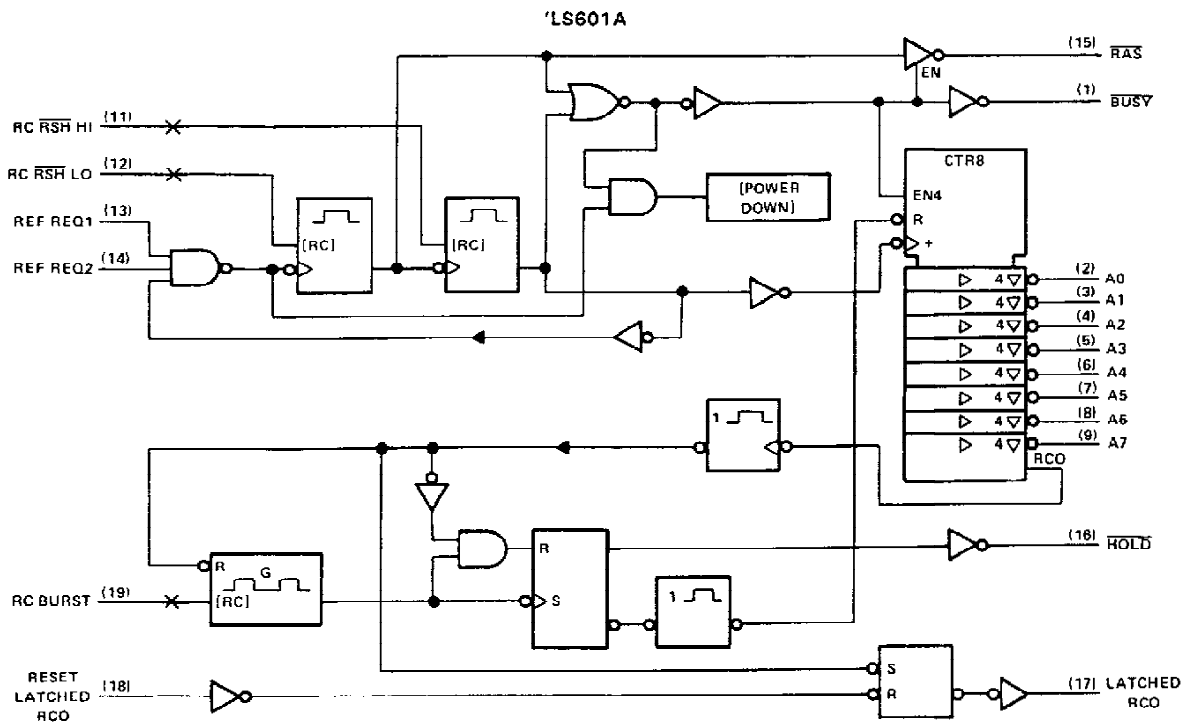 'LS601A
(15) RAS
EN
(1) BUSY
RC RSH HI (11)
RC RSH LO (12)
REF REQ1 (13)
REF REQ2 (14)
[RC]
[RC]
[POWER
DOWN]
CTR8
EN4
R
+
4 (2) A0
4 (3) A1
4 (4) A2
4 (5) A3
4 (6) A4
4 (7) A5
4 (8) A6
4 (9) A7
RCO
1
R
G
[RC]
RC BURST (19)
R
S
1
(16) HOLD
S
R
RESET
LATCHED (18)
RCO
(17) LATCHED
RCO